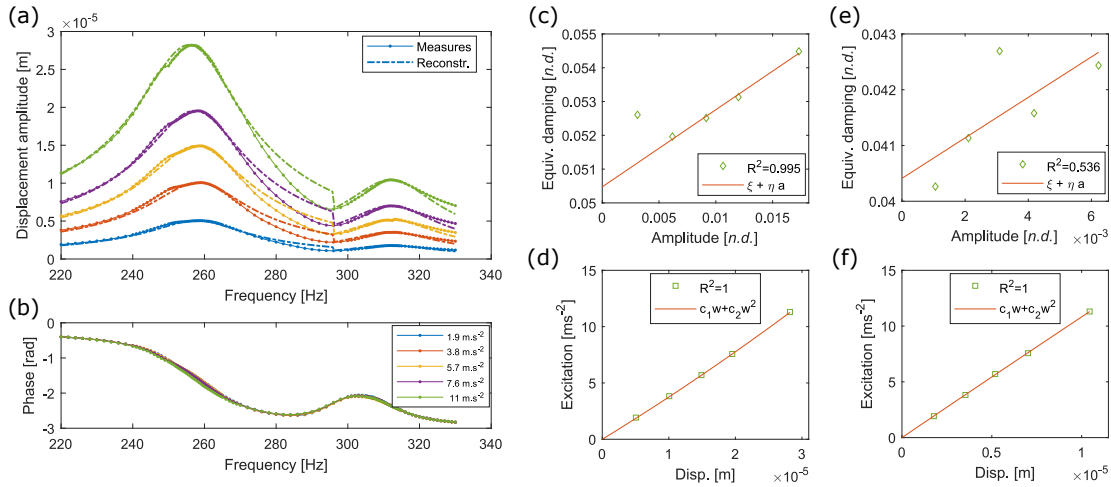 (a)
×10⁻⁵
3
2.5
2
1.5
1
0.5
0
Displacement amplitude [m]
Measures
Reconstr.
220 240 260 280 300 320 340
Frequency [Hz]
(b)
0
-1
-2
-3
Phase [rad]
1.9 m.s⁻²
3.8 m.s⁻²
5.7 m.s⁻²
7.6 m.s⁻²
11 m.s⁻²
220 240 260 280 300 320 340
Frequency [Hz]
(c)
0.055
0.054
0.053
0.052
0.051
0.05
Equiv. damping [n.d.]
R²=0.995
ξ + η a
0 0.005 0.01 0.015
Amplitude [n.d.]
(d)
15
10
5
0
Excitation [ms⁻²]
R²=1
c₁w+c₂w²
0 1 2 3
Disp. [m] ×10⁻⁵
(e)
0.043
0.042
0.041
0.04
Equiv. damping [n.d.]
R²=0.536
ξ + η a
0 2 4 6
Amplitude [n.d.] ×10⁻³
(f)
15
10
5
0
Excitation [ms⁻²]
R²=1
c₁w+c₂w²
0 0.5 1
Disp. [m] ×10⁻⁵